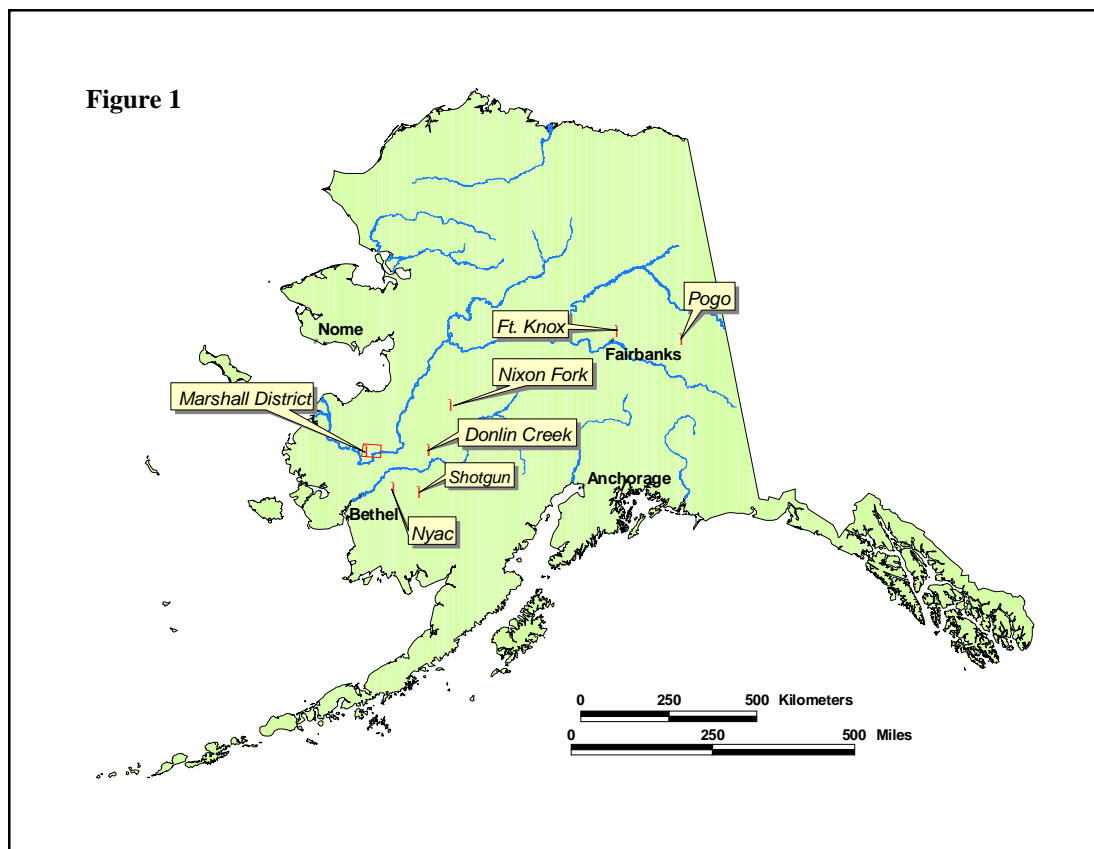 Figure 1
Pogo
Ft. Knox
Nome
Fairbanks
Nixon Fork
Marshall District
Donlin Creek
Shotgun
Anchorage
Bethel
Nyac
0 250 500 Kilometers
0 250 500 Miles